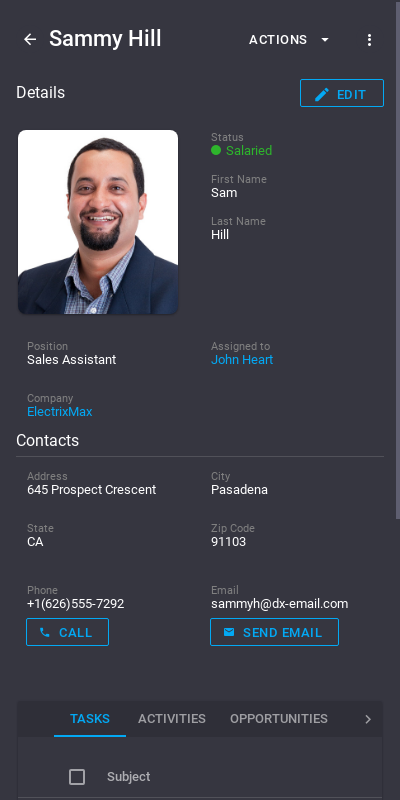 Sammy Hill
ACTIONS
Details
EDIT
Status
Salaried
First Name
Sam
Last Name
Hill
Position
Sales Assistant
Assigned to
John Heart
Company
ElectrixMax
Contacts
Address
645 Prospect Crescent
City
Pasadena
State
CA
Zip Code
91103
Phone
+1(626)555-7292
CALL
Email
sammyh@dx-email.com
SEND EMAIL
TASKS ACTIVITIES OPPORTUNITIES
Subject